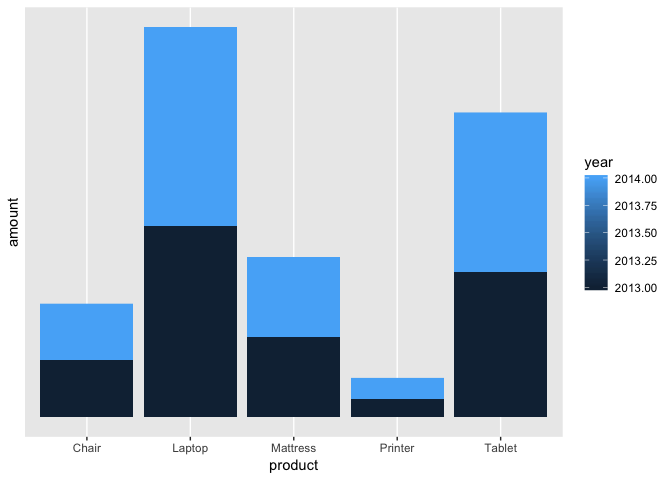 amount
Chair
Laptop
Mattress
Printer
Tablet
product
year
2014.00
2013.75
2013.50
2013.25
2013.00